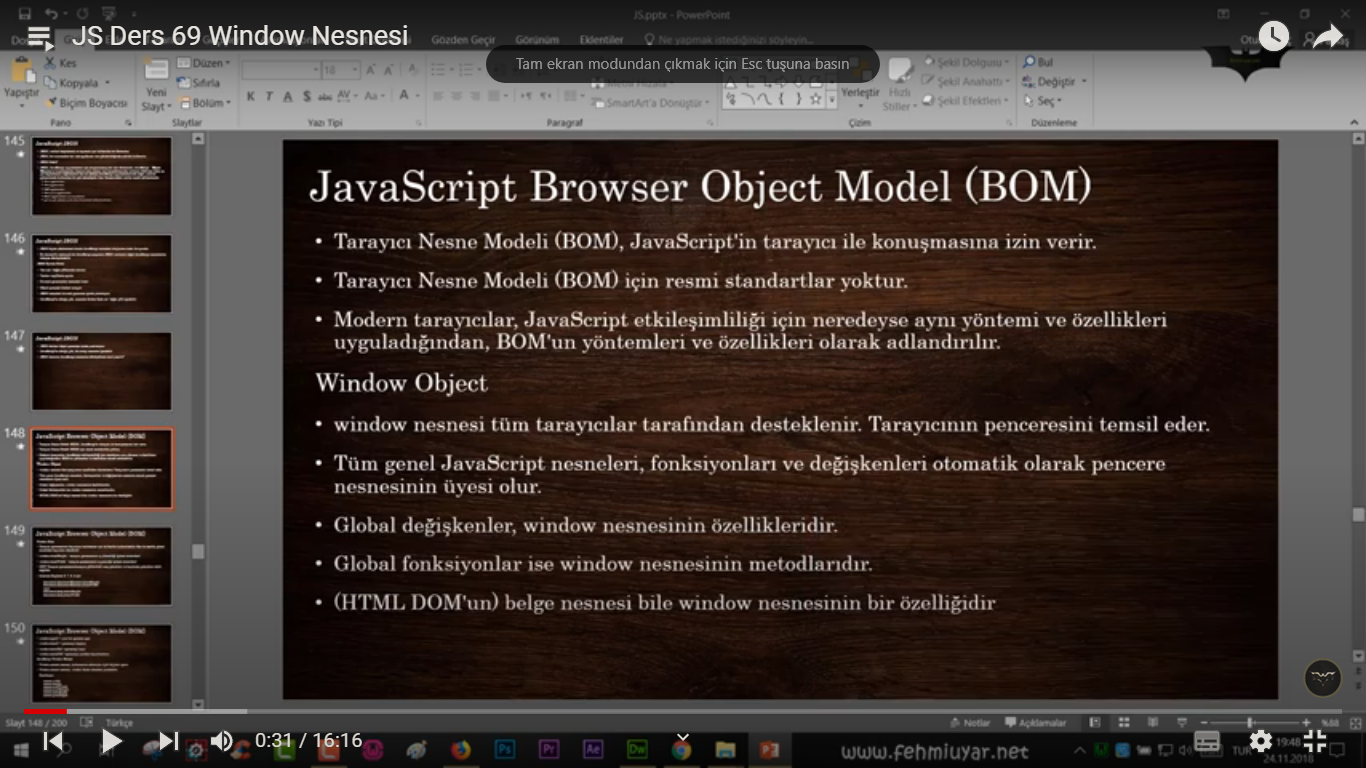 JS.pptx - PowerPoint
JS Ders 69 Window Nesnesi
Gözden Geçir Görünüm Eklentiler Ne yapmak istediğinizi söyleyin...
Tam ekran modundan çıkmak için Esc tuşuna basın
Yapıştır
Kes
Kopyala
Biçim Boyacısı
Yeni
Slayt
Düzen
Sıfırla
Bölüm
18
SmartArt'a Dönüştür
Yerleştir
Hızlı
Stiller
Şekil Dolgusu
Şekil Anahattı
Şekil Efektleri
Bul
Değiştir
Seç
Pano Slaytlar Yazı Tipi Paragraf Çizim Düzenleme
145
146
147
148
149
150
JavaScript Browser Object Model (BOM)
• Tarayıcı Nesne Modeli (BOM), JavaScript'in tarayıcı ile konuşmasına izin verir.
• Tarayıcı Nesne Modeli (BOM) için resmi standartlar yoktur.
• Modern tarayıcılar, JavaScript etkileşimliliği için neredeyse aynı yöntemi ve özellikleri
uyguladığından, BOM'un yöntemleri ve özellikleri olarak adlandırılır.
Window Object
• window nesnesi tüm tarayıcılar tarafından desteklenir. Tarayıcının penceresini temsil eder.
• Tüm genel JavaScript nesneleri, fonksiyonları ve değişkenleri otomatik olarak pencere
nesnesinin üyesi olur.
• Global değişkenler, window nesnesinin özellikleridir.
• Global fonksiyonlar ise window nesnesinin metodlarıdır.
• (HTML DOM'un) belge nesnesi bile window nesnesinin bir özelliğidir
Slayt 148 / 200 Türkçe Notlar Açıklamalar %88
0:31 / 16:16
www.fehmiuyar.net
19:48
24.11.2018